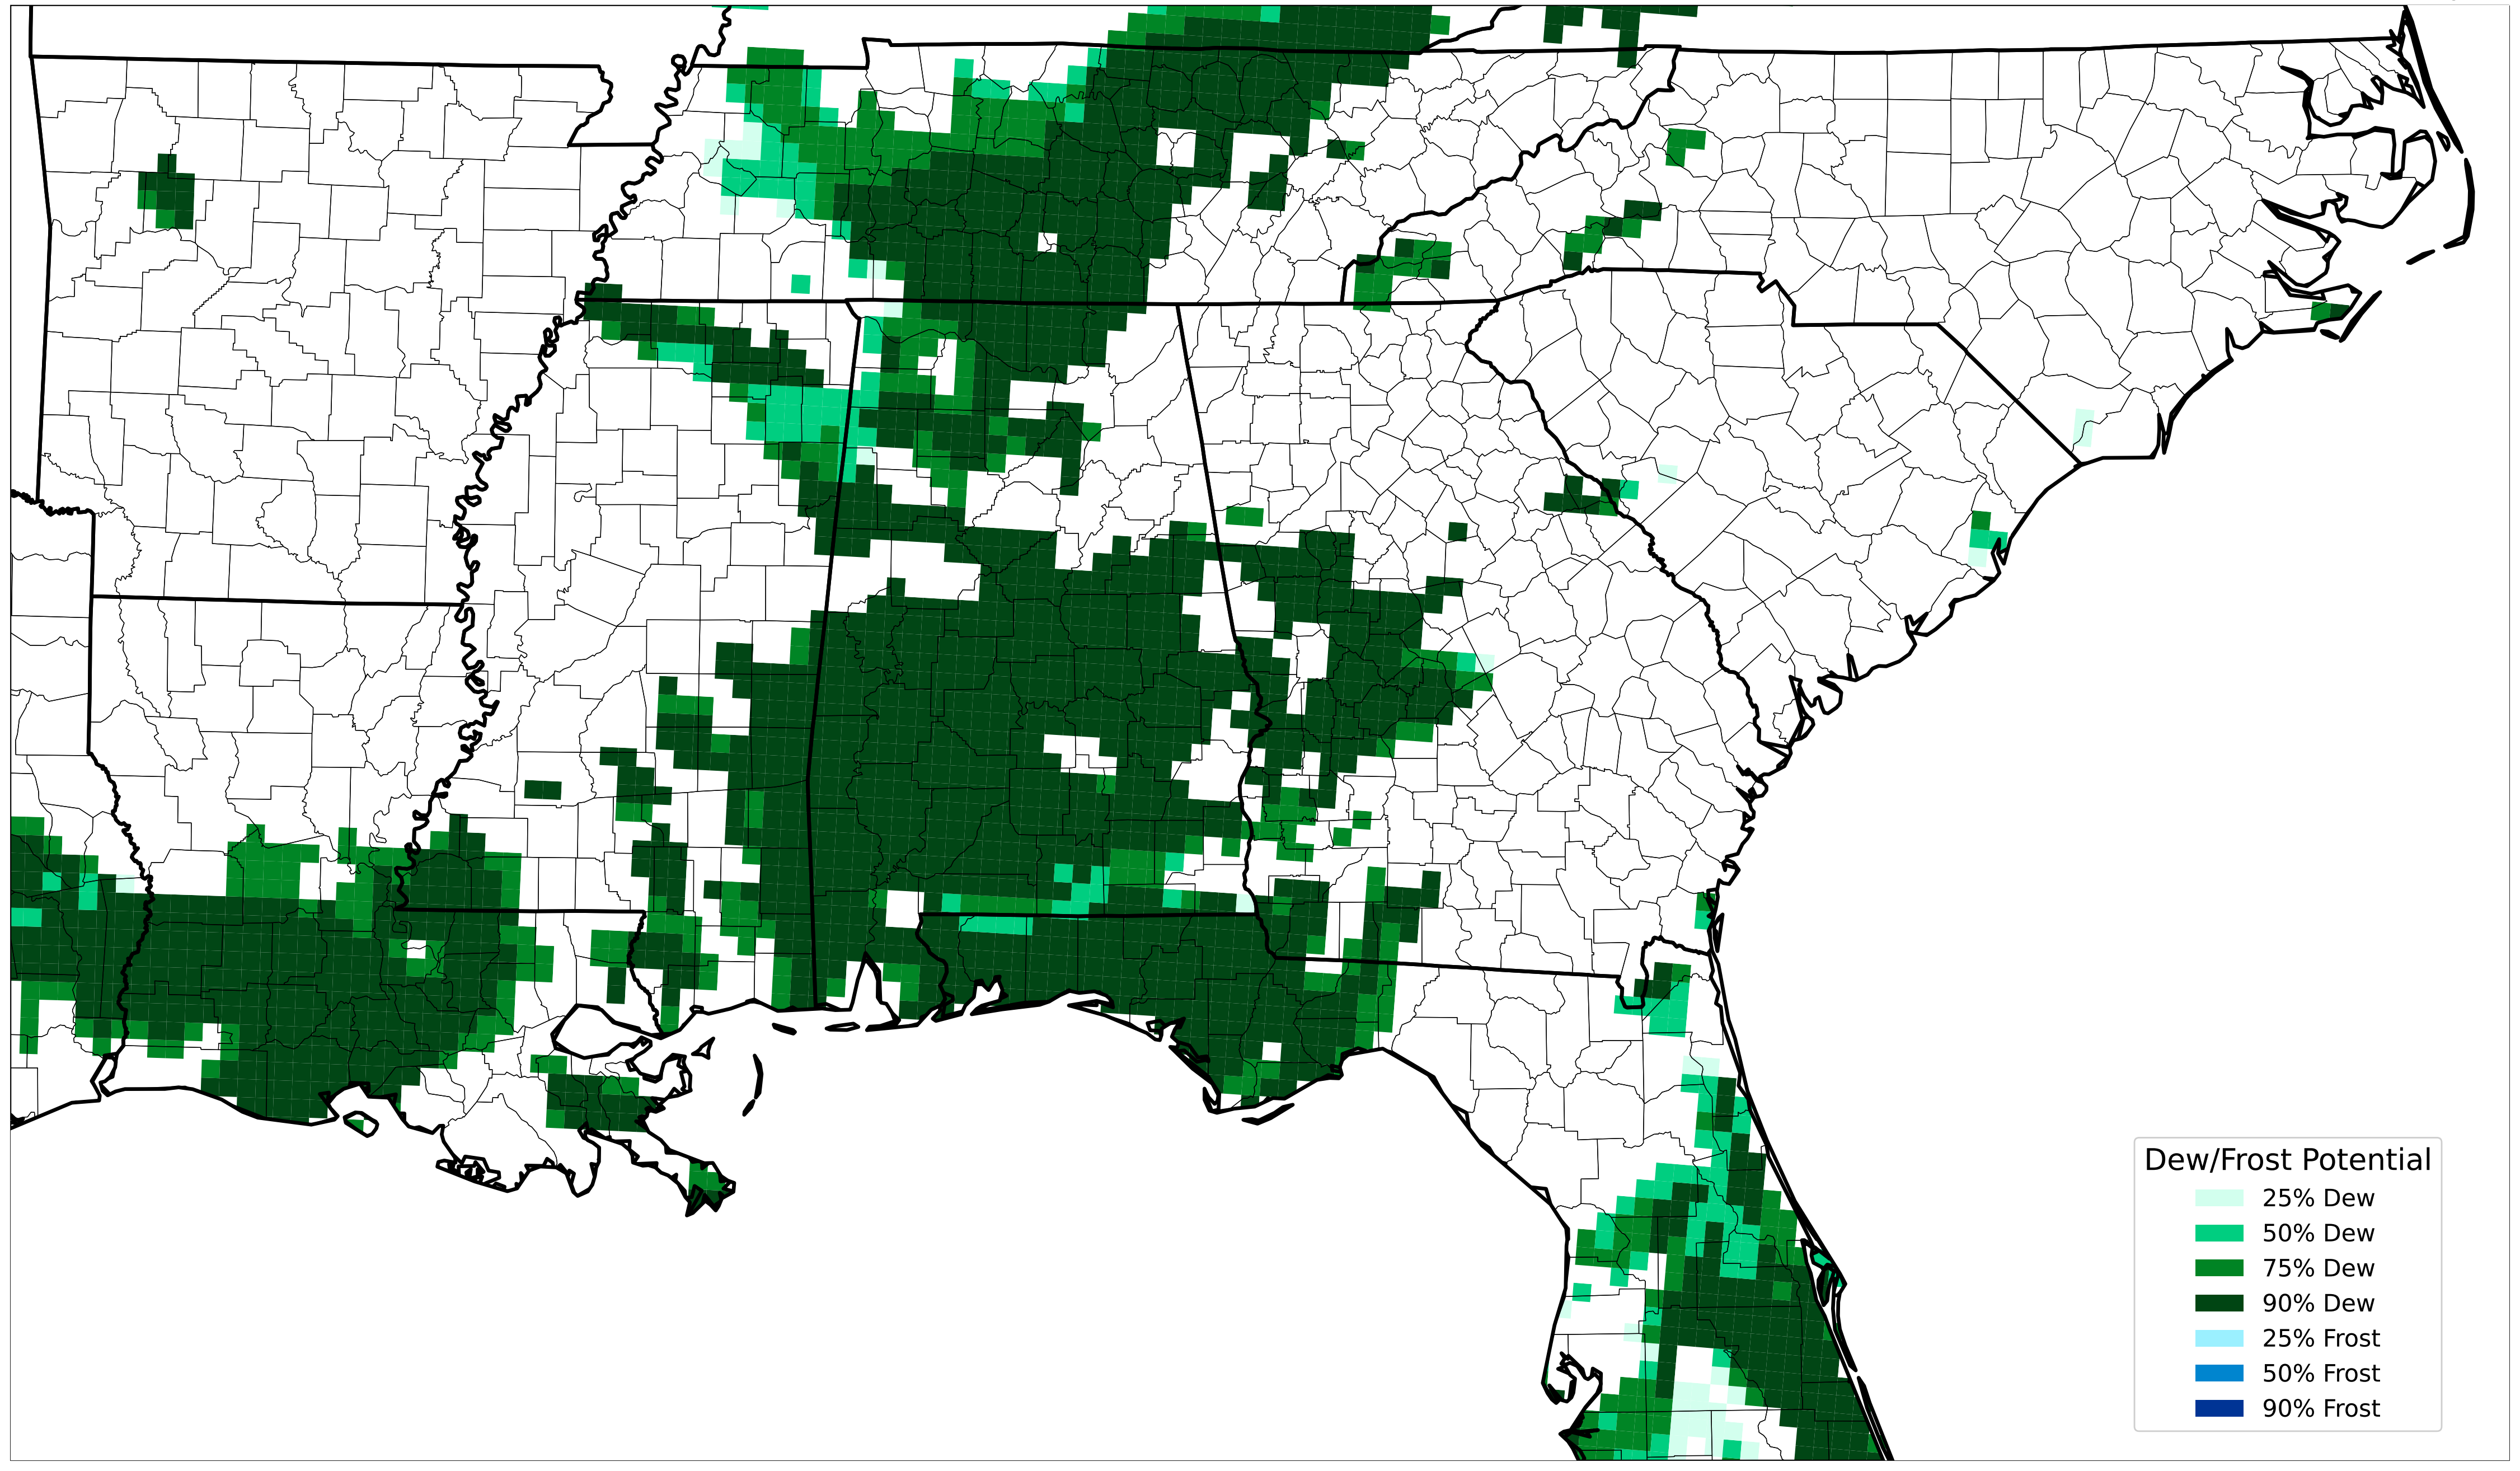 Dew/Frost Potential
25% Dew
50% Dew
75% Dew
90% Dew
25% Frost
50% Frost
90% Frost